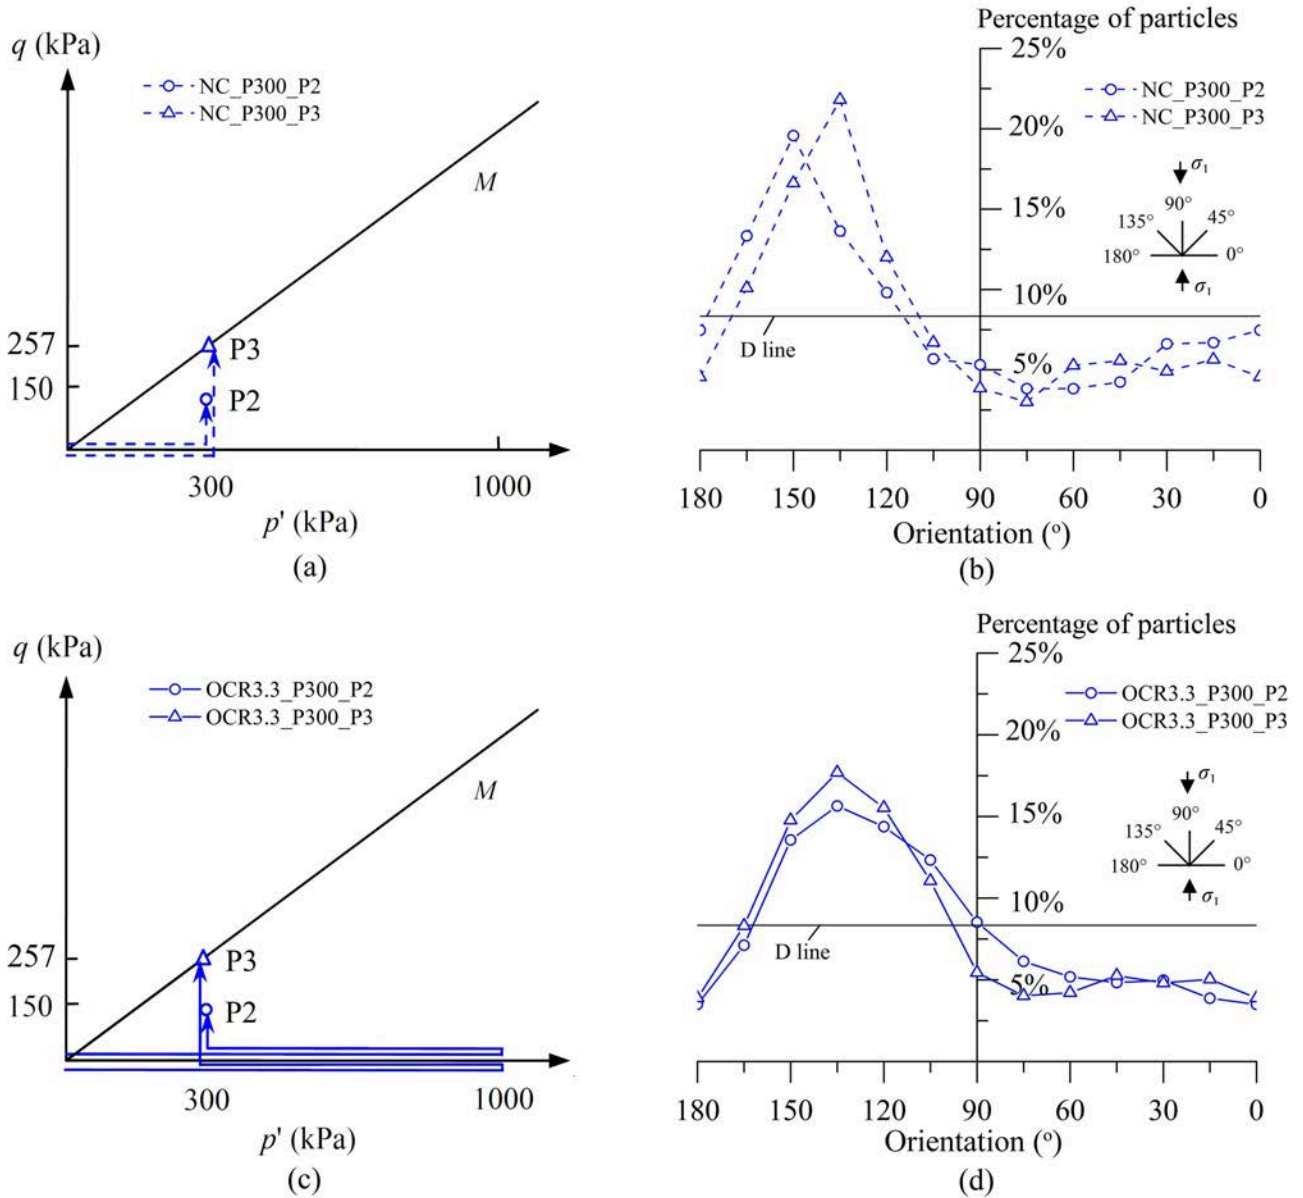 q (kPa)
NC_P300_P2
NC_P300_P3
M
257
P3
150
P2
300
1000
p' (kPa)
(a)
Percentage of particles
25%
NC_P300_P2
NC_P300_P3
20%
15%
σ₁
90°
135°
45°
180°
0°
σ₁
10%
D line
5%
180
150
120
90
60
30
0
Orientation (°)
(b)
q (kPa)
OCR3.3_P300_P2
OCR3.3_P300_P3
M
257
P3
150
P2
300
1000
p' (kPa)
(c)
Percentage of particles
25%
OCR3.3_P300_P2
OCR3.3_P300_P3
20%
15%
σ₁
90°
135°
45°
180°
0°
σ₁
10%
D line
5%
180
150
120
90
60
30
0
Orientation (°)
(d)